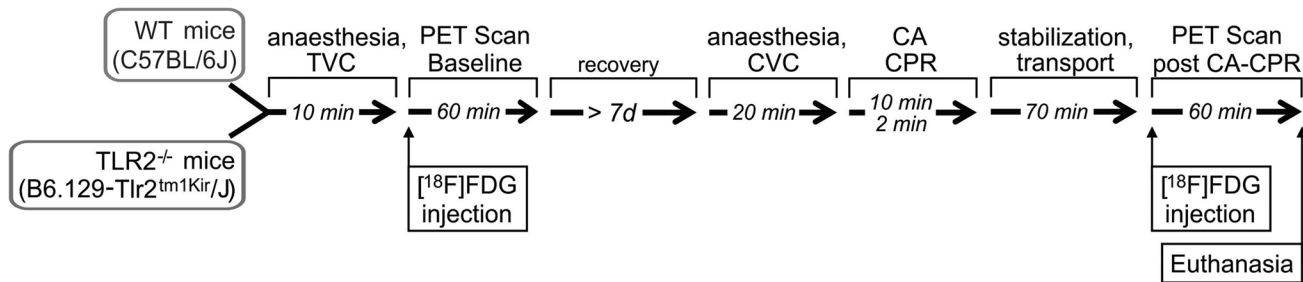 WT mice
(C57BL/6J)
TLR2-/- mice
(B6.129-Tlr2tm1Kir/J)
anaesthesia,
TVC
10 min
PET Scan
Baseline
60 min
[18F]FDG
injection
recovery
> 7d
anaesthesia,
CVC
20 min
CA
CPR
10 min
2 min
stabilization,
transport
70 min
PET Scan
post CA-CPR
60 min
[18F]FDG
injection
Euthanasia